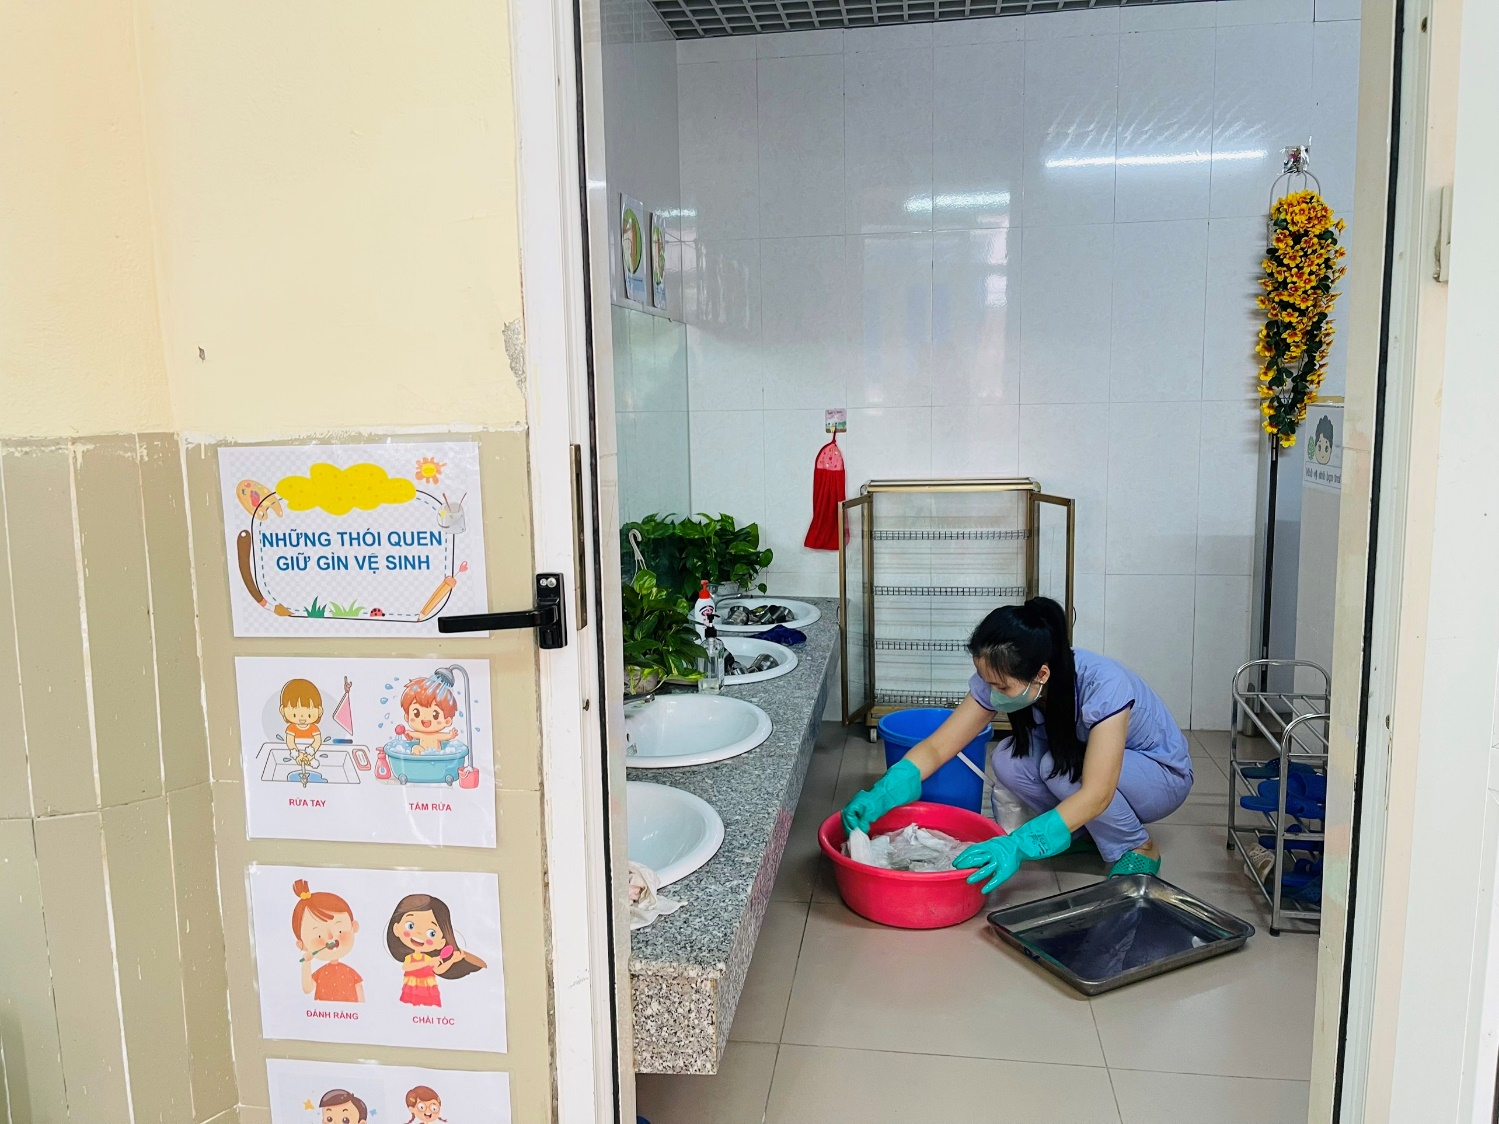 NHỮNG THÓI QUEN
GIỮ GÌN VỆ SINH
RỬA TAY
TẮM RỬA
ĐÁNH RĂNG
CHẢI TÓC